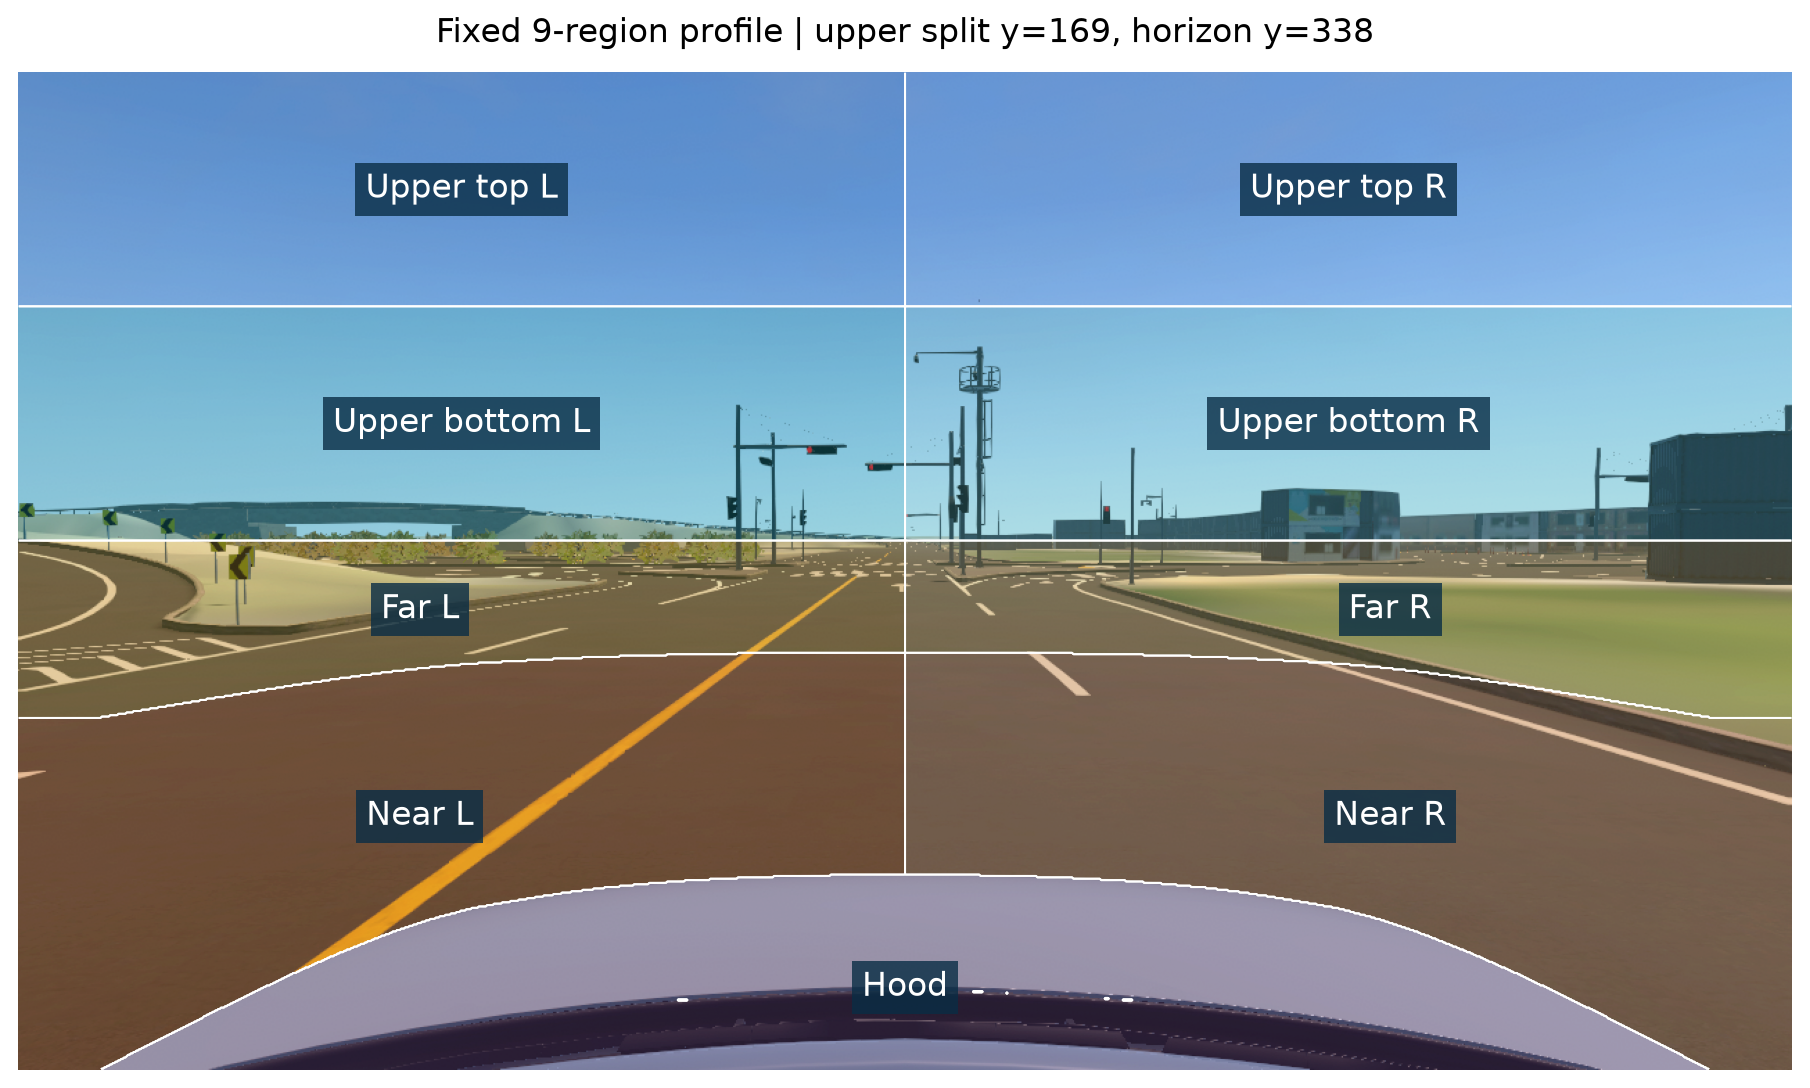 Fixed 9-region profile | upper split y=169, horizon y=338
Upper top L
Upper top R
Upper bottom L
Upper bottom R
Far L
Far R
Near L
Near R
Hood